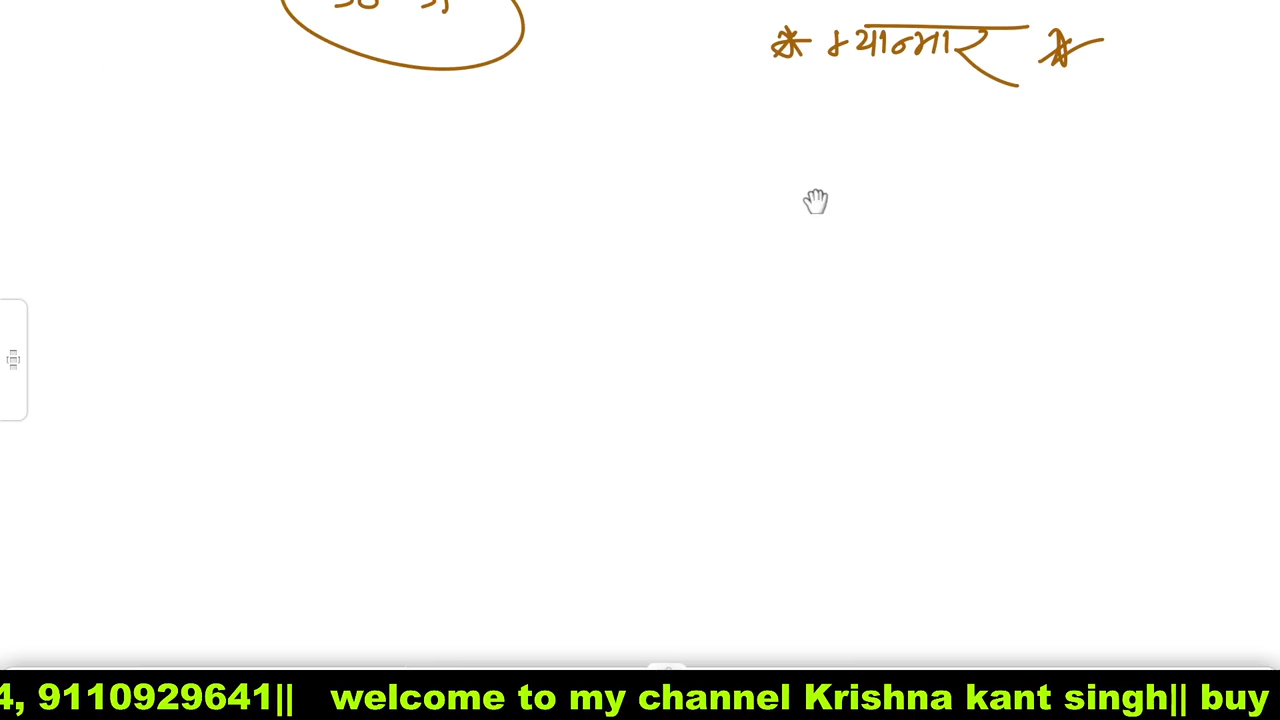 * म्यान्मार *
4, 9110929641||   welcome to my channel Krishna kant singh|| buy